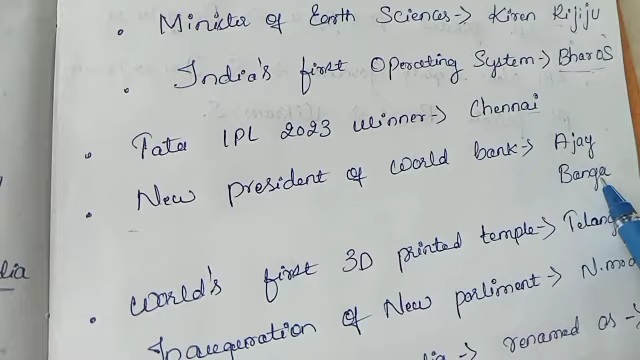 • Minister of Earth Sciences-> Kiren Rijiju
• India's first Operating System-> BharOS
• Tata IPL 2023 winner-> Chennai
• New president of world bank-> Ajay
Banga
• World's first 3D printed temple->
Inauguration of New parliment-> N.mod
renamed as->